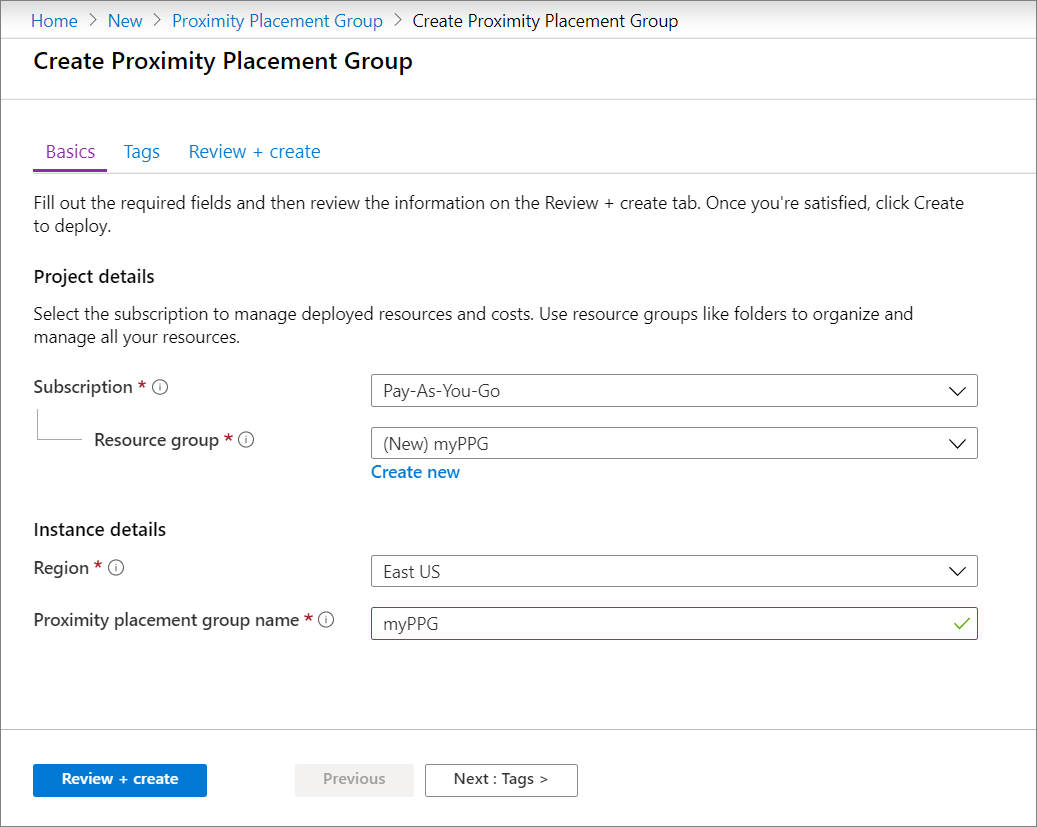 Home > New > Proximity Placement Group > Create Proximity Placement Group
Create Proximity Placement Group
Basics Tags Review + create
Fill out the required fields and then review the information on the Review + create tab. Once you're satisfied, click Create
to deploy.
Project details
Select the subscription to manage deployed resources and costs. Use resource groups like folders to organize and
manage all your resources.
Subscription * Pay-As-You-Go
Resource group * (New) myPPG
Create new
Instance details
Region * East US
Proximity placement group name * myPPG
Review + create Previous Next : Tags >